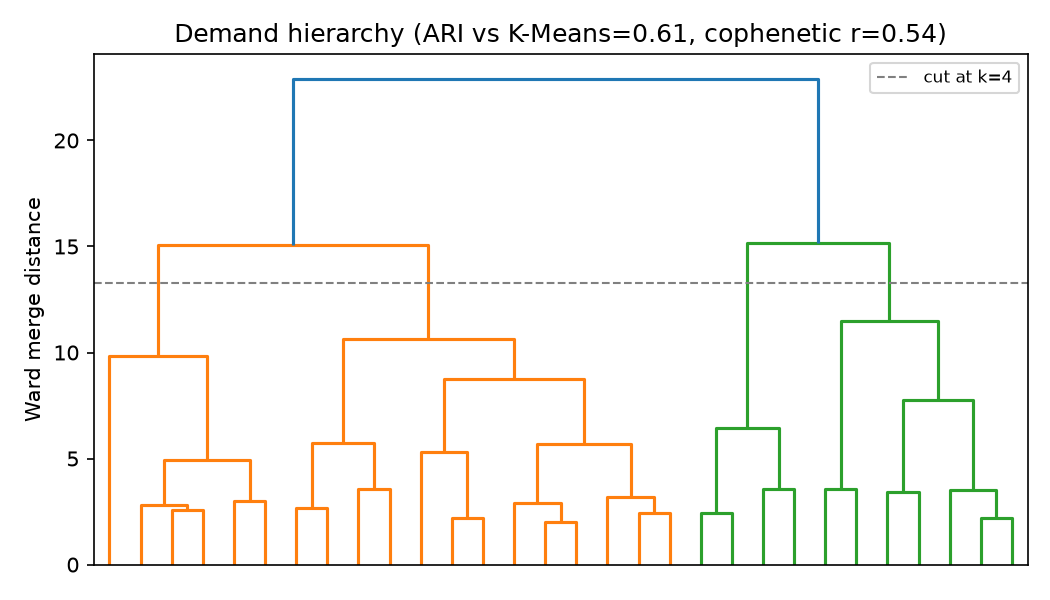 Demand hierarchy (ARI vs K-Means=0.61, cophenetic r=0.54)
cut at k=4
Ward merge distance
20
15
10
5
0